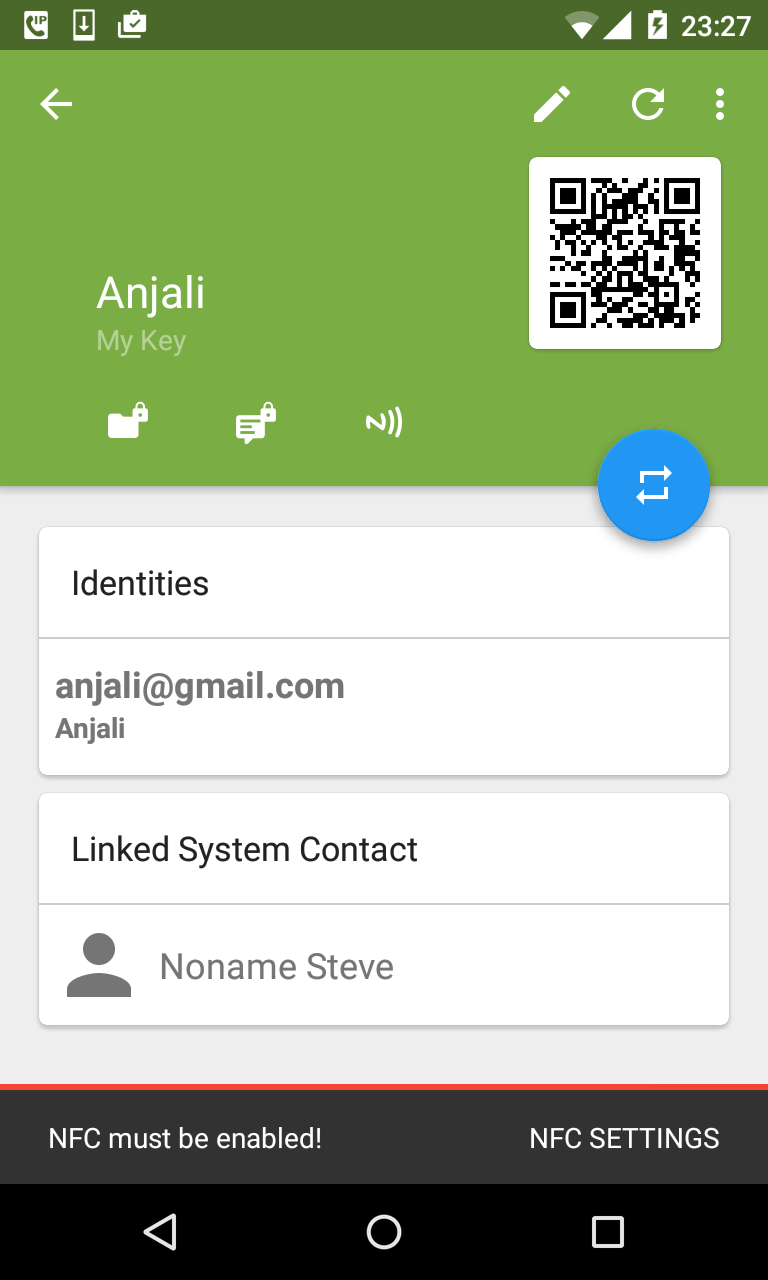 IP
23:27
Anjali
My Key
Identities
anjali@gmail.com
Anjali
Linked System Contact
Noname Steve
NFC must be enabled!
NFC SETTINGS